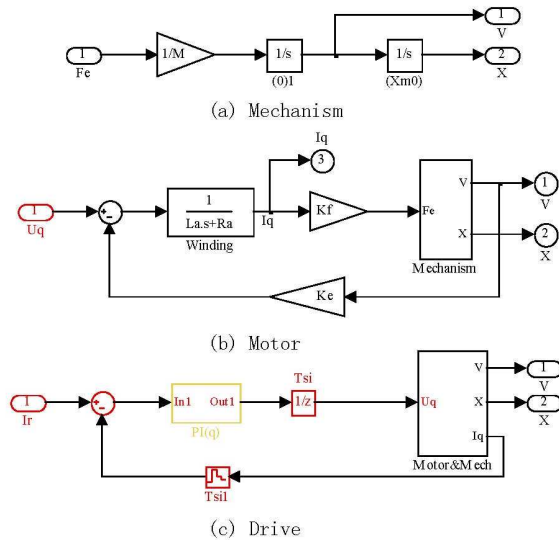 1
V
1
Fe
1/M
1/s
(0)1
1/s
(Xm0)
2
X
(a) Mechanism
Iq
3
1
Uq
1
La.s+Ra
Winding
Iq
Kf
Fe
V
X
Mechanism
1
V
2
X
Ke
(b) Motor
1
Ir
In1
Out1
PI(q)
Tsi
1/z
Uq
V
X
Iq
Motor&Mech
1
V
2
X
Tsi1
(c) Drive